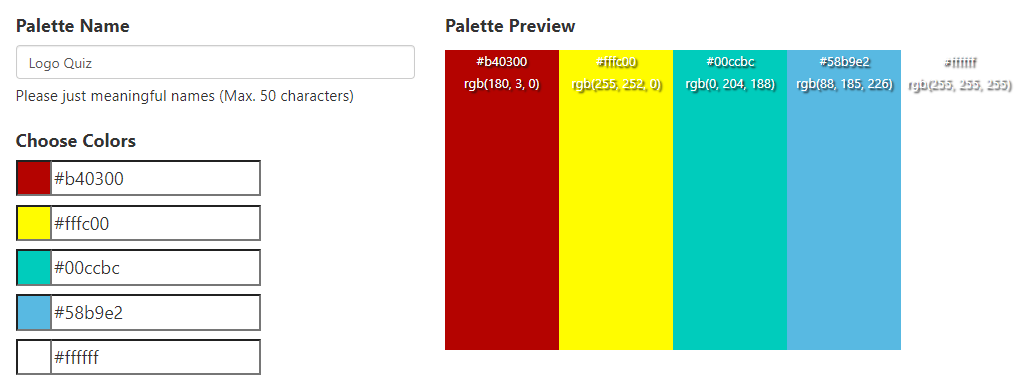 Palette Name
Logo Quiz
Please just meaningful names (Max. 50 characters)
Choose Colors
#b40300
#fffc00
#00ccbc
#58b9e2
#ffffff
Palette Preview
#b40300
rgb(180, 3, 0)
#fffc00
rgb(255, 252, 0)
#00ccbc
rgb(0, 204, 188)
#58b9e2
rgb(88, 185, 226)
#ffffff
rgb(255, 255, 255)